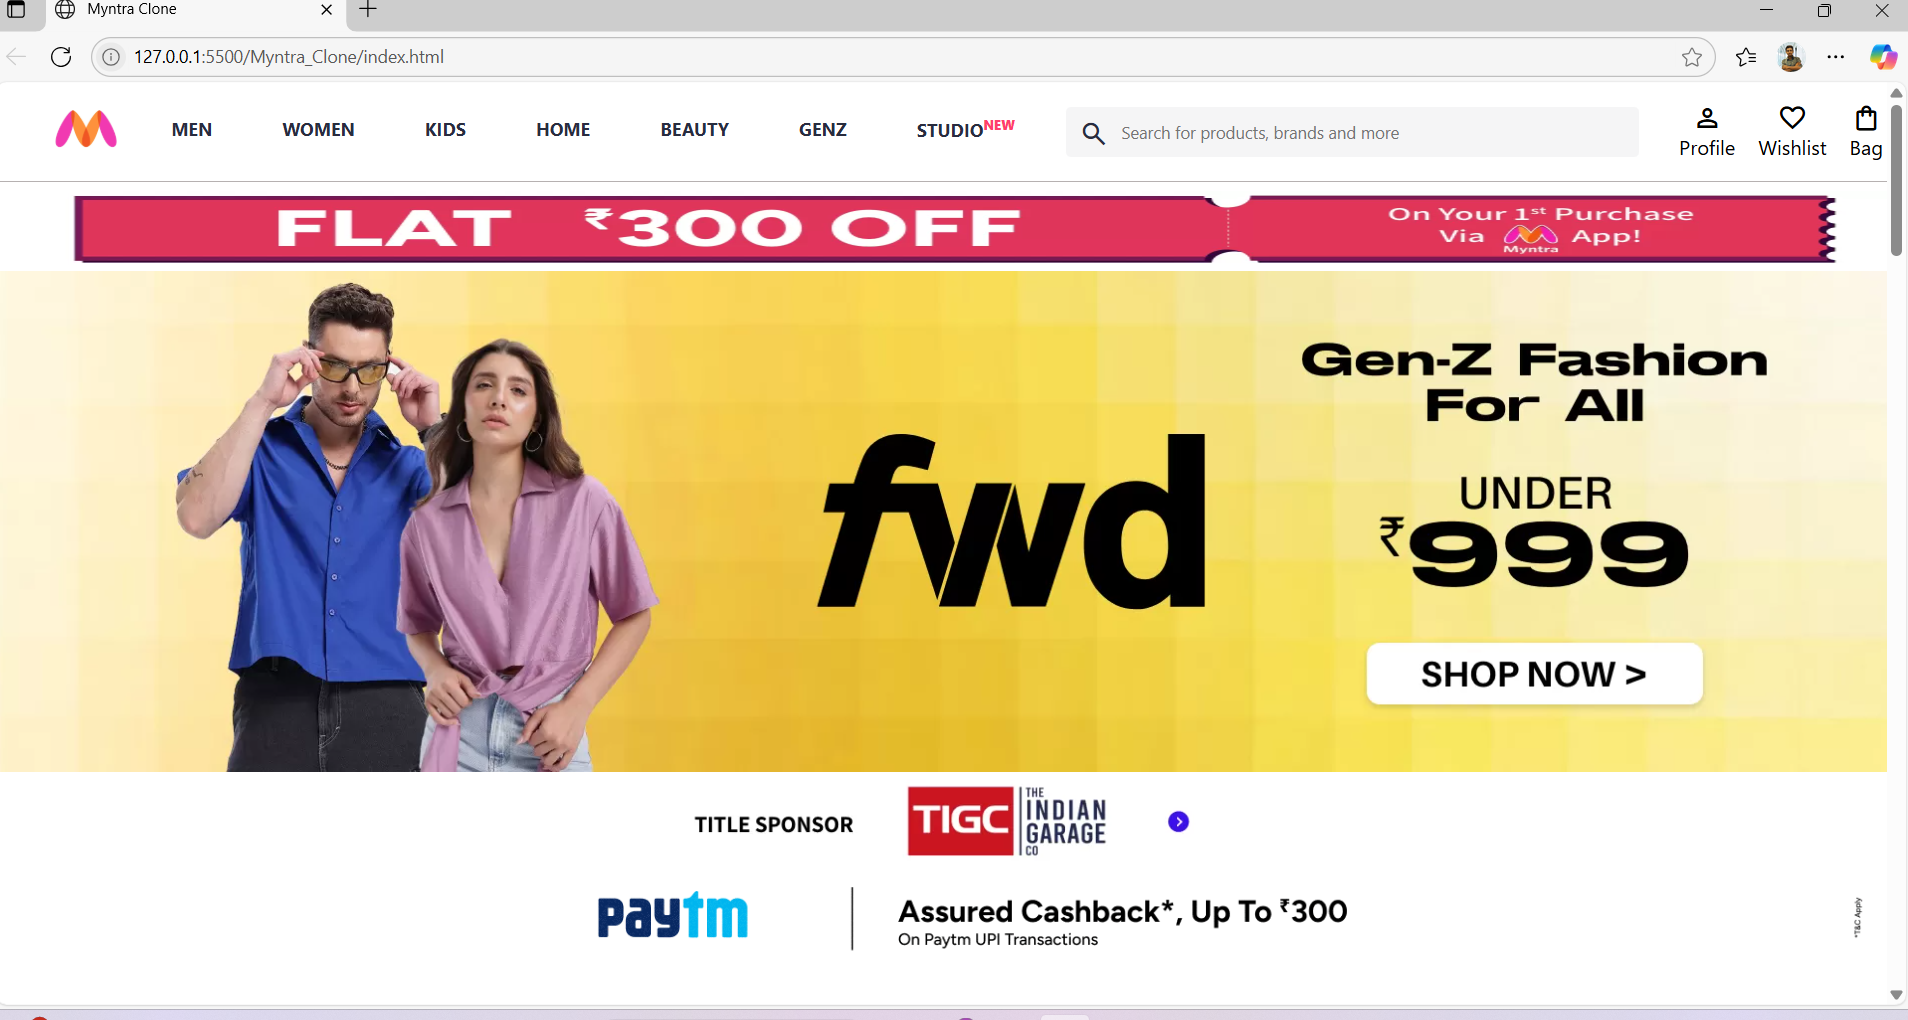 Myntra Clone
127.0.0.1:5500/Myntra_Clone/index.html
MEN WOMEN KIDS HOME BEAUTY GENZ STUDIO NEW
Search for products, brands and more
Profile Wishlist Bag
FLAT ₹300 OFF
On Your 1st Purchase
Via Myntra App!
Gen-Z Fashion
For All
fwd
UNDER
₹999
SHOP NOW >
TITLE SPONSOR
TIGC
THE
INDIAN
GARAGE
CO
paytm
Assured Cashback*, Up To ₹300
On Paytm UPI Transactions
*T&C Apply